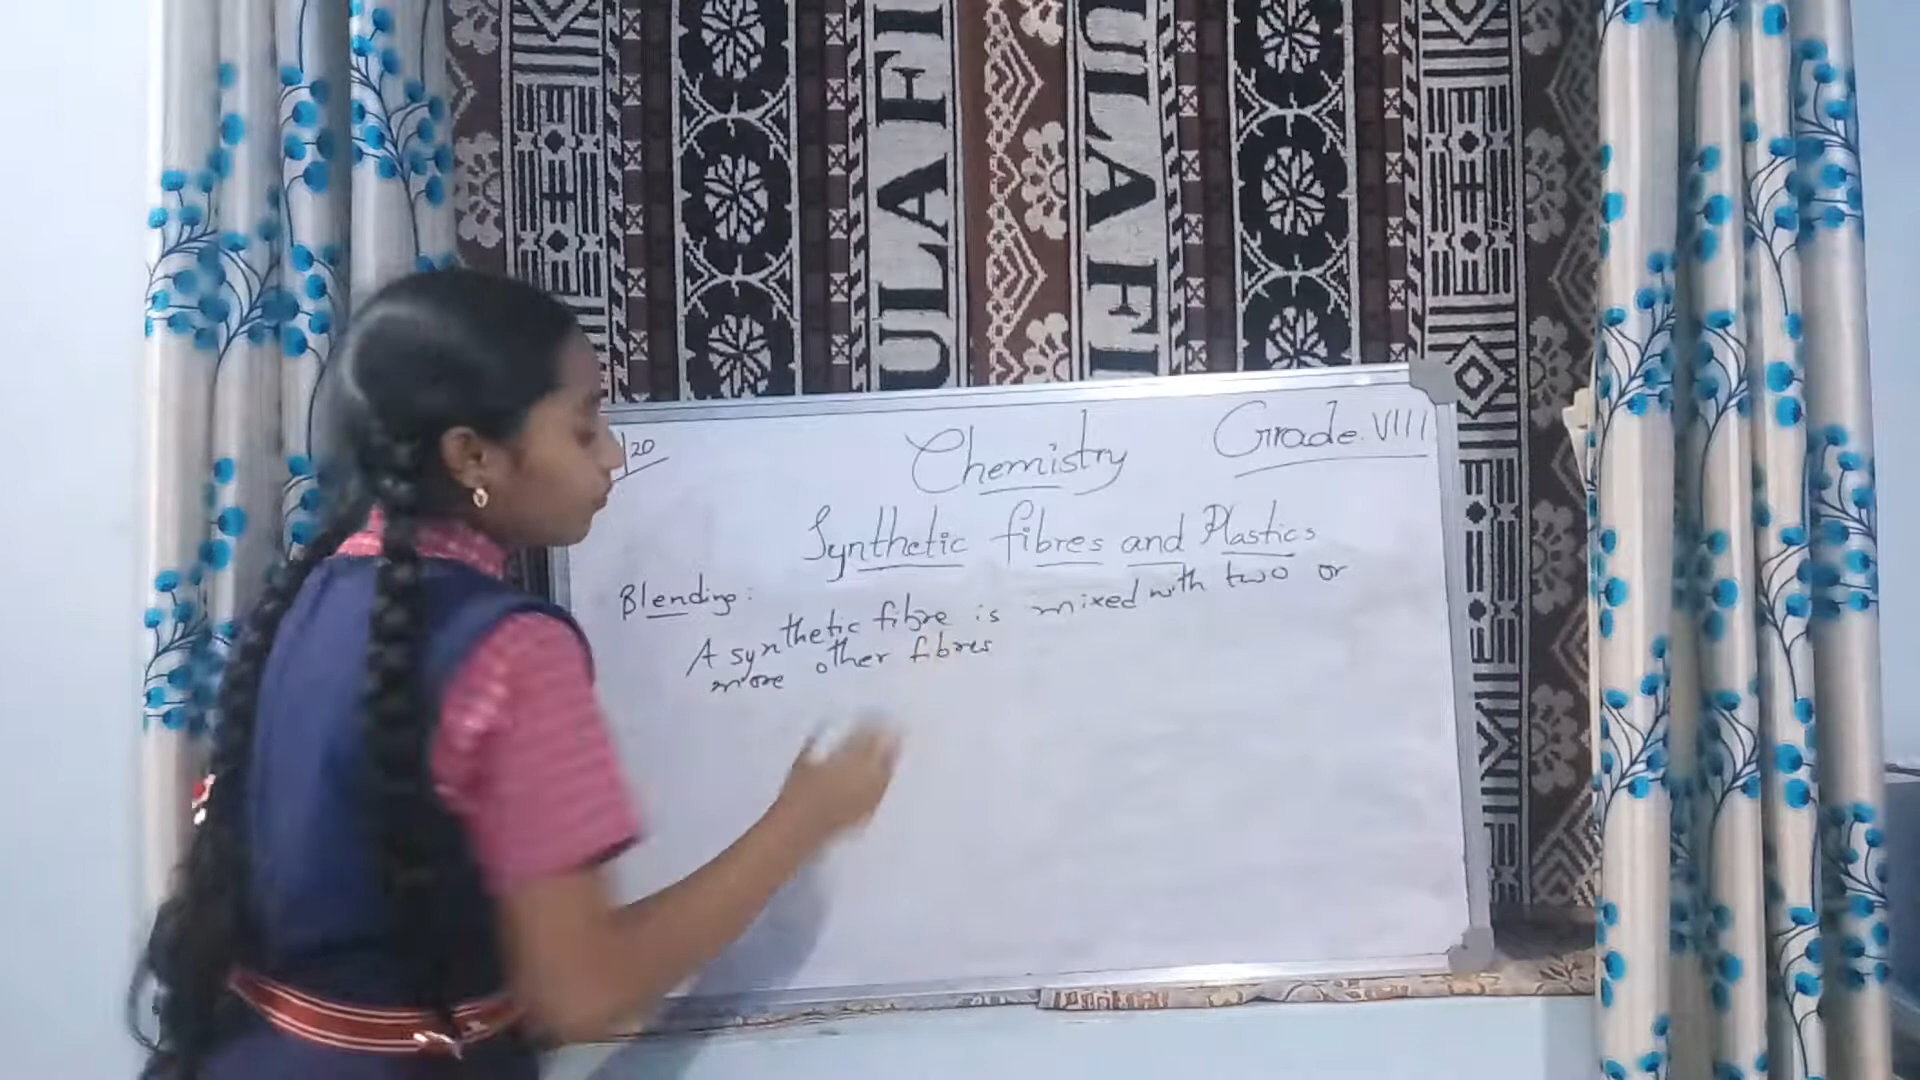 ULAFI
ULAFI
|20
Chemistry
Grade.VIII
Synthetic fibres and Plastics
Blending:
A synthetic fibre is mixed with two or
more other fibres